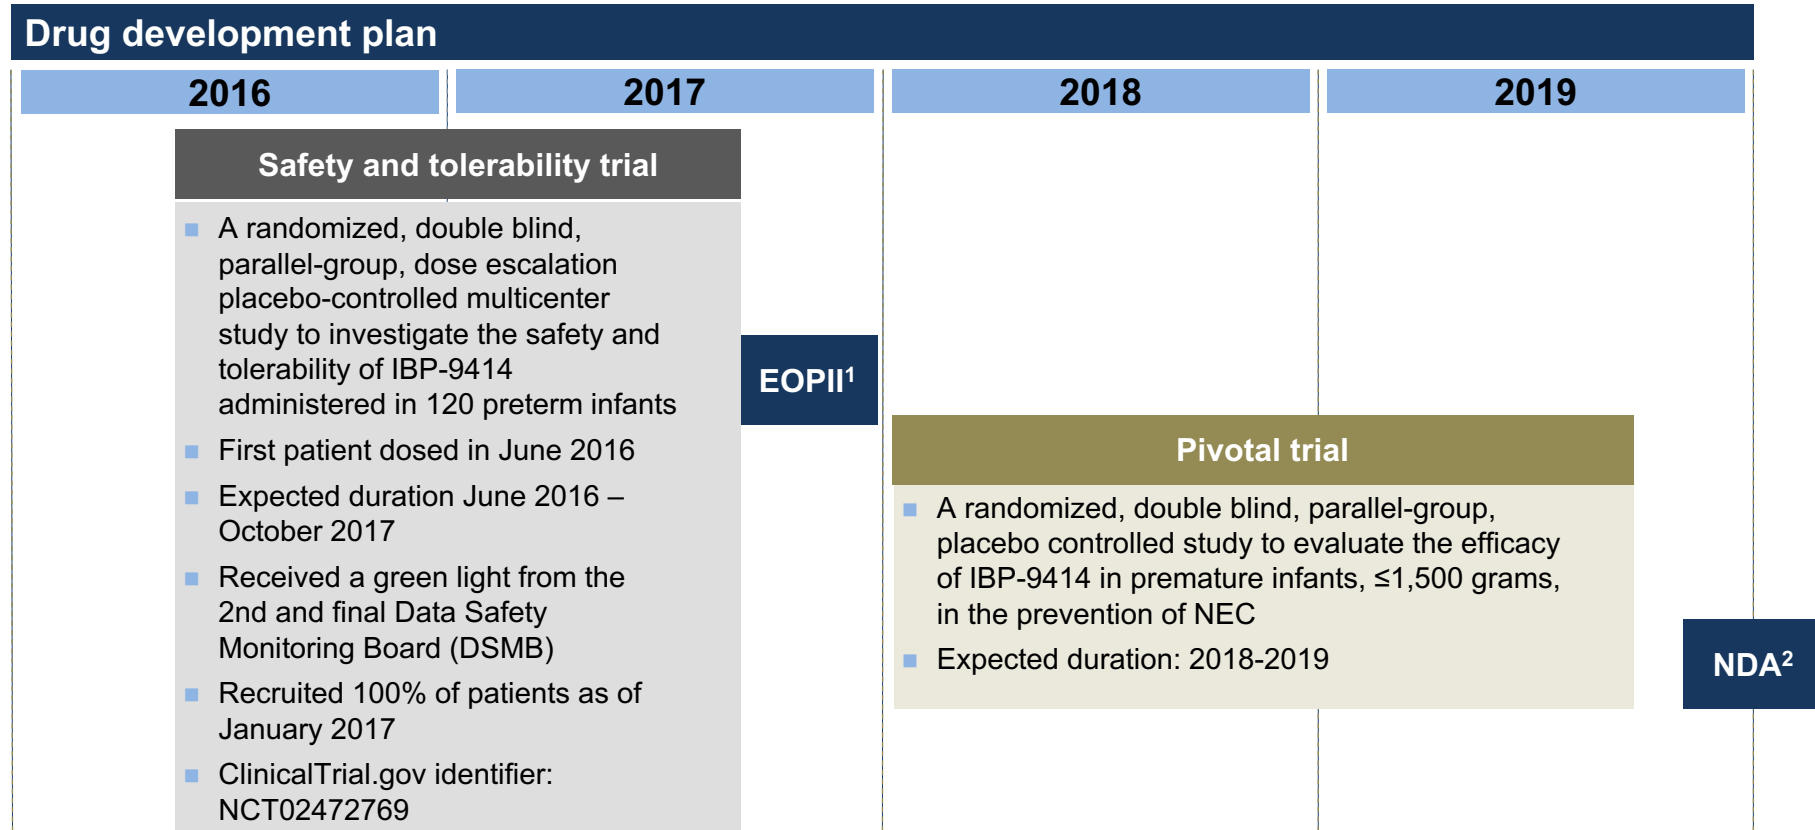 Drug development plan
2016
2017
2018
2019
Safety and tolerability trial
■ A randomized, double blind,
parallel-group, dose escalation
placebo-controlled multicenter
study to investigate the safety and
tolerability of IBP-9414
administered in 120 preterm infants
■ First patient dosed in June 2016
■ Expected duration June 2016 –
October 2017
■ Received a green light from the
2nd and final Data Safety
Monitoring Board (DSMB)
■ Recruited 100% of patients as of
January 2017
■ ClinicalTrial.gov identifier:
NCT02472769
EOPII¹
Pivotal trial
■ A randomized, double blind, parallel-group,
placebo controlled study to evaluate the efficacy
of IBP-9414 in premature infants, ≤1,500 grams,
in the prevention of NEC
■ Expected duration: 2018-2019
NDA²